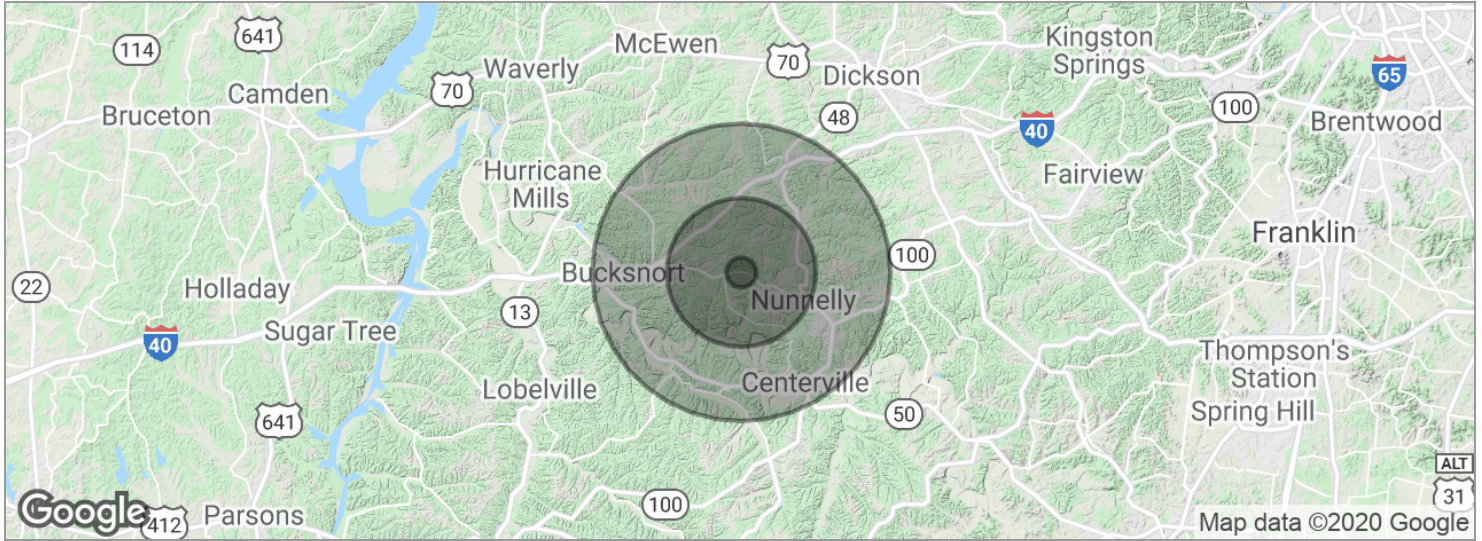 114
641
McEwen
Kingston
Springs
70
Waverly
Dickson
65
Camden
70
Bruceton
48
100
Brentwood
40
Hurricane
Mills
Fairview
Franklin
100
Bucksnort
22
Holladay
Nunnelly
13
Sugar Tree
40
Thompson's
Station
Lobelville
Centerville
Spring Hill
641
50
ALT
31
Google
412
Parsons
100
Map data ©2020 Google